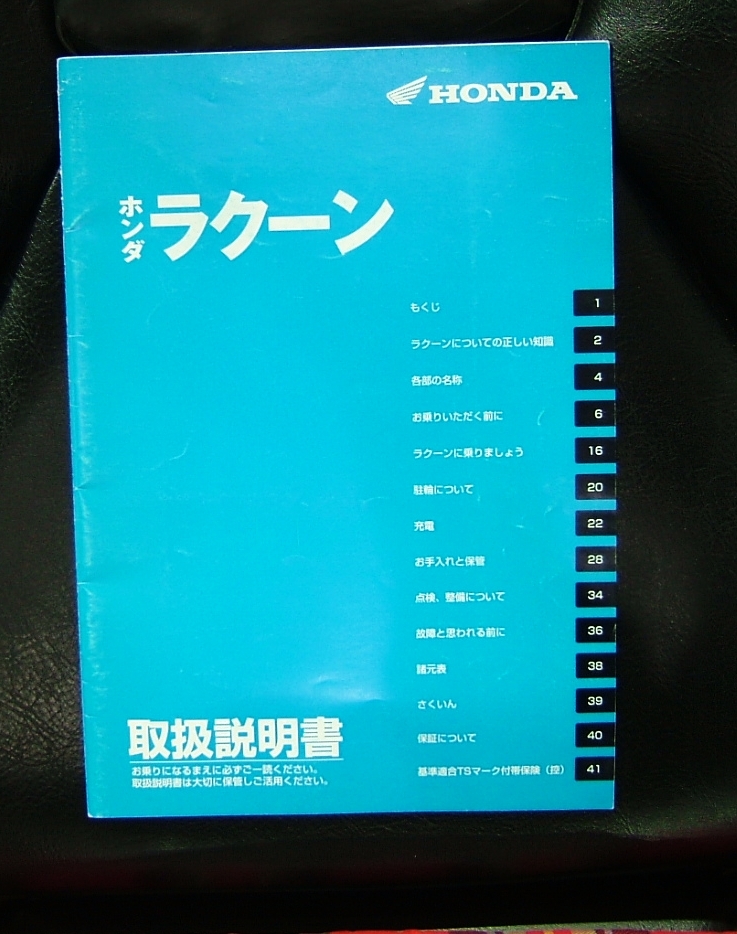 HONDA
ホンダ
ラクーン
もくじ 1
ラクーンについての正しい知識 2
各部の名称 4
お乗りいただく前に 6
ラクーンに乗りましょう 16
駐輪について 20
充電 22
お手入れと保管 28
点検、整備について 34
故障と思われる前に 36
諸元表 38
さくいん 39
保証について 40
基準適合TSマーク付帯保険（控） 41
取扱説明書
お乗りになるまえに必ずご一読ください。
取扱説明書は大切に保管しご活用ください。